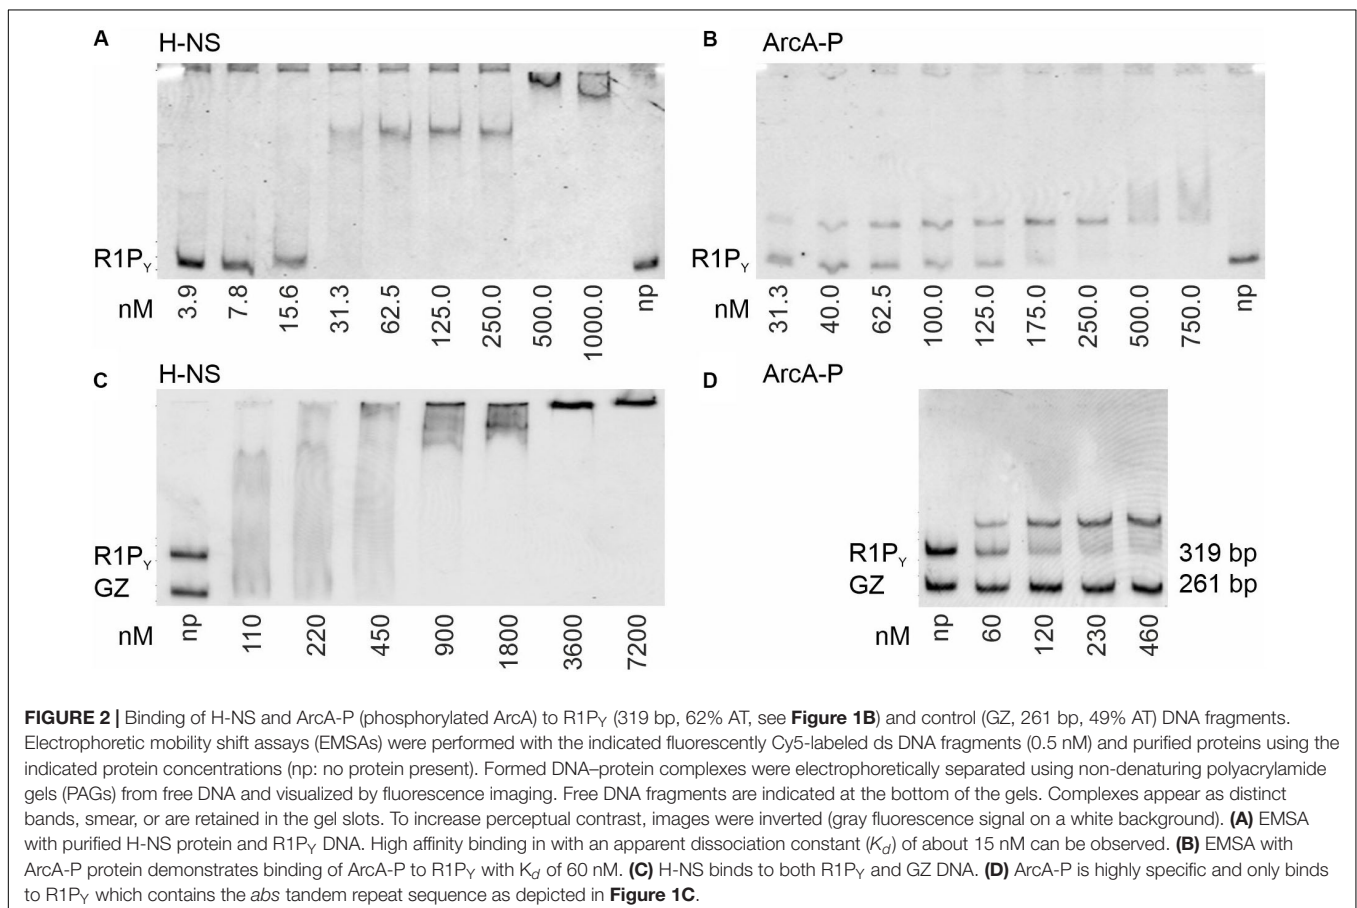 A H-NS
B ArcA-P
R1PY
R1PY
nM 3.9 7.8 15.6 31.3 62.5 125.0 250.0 500.0 1000.0 np
nM 31.3 40.0 62.5 100.0 125.0 175.0 250.0 500.0 750.0 np
C H-NS
D ArcA-P
R1PY
GZ
nM np 110 220 450 900 1800 3600 7200
R1PY 319 bp
GZ 261 bp
nM np 60 120 230 460
FIGURE 2 | Binding of H-NS and ArcA-P (phosphorylated ArcA) to R1PY (319 bp, 62% AT, see Figure 1B) and control (GZ, 261 bp, 49% AT) DNA fragments.
Electrophoretic mobility shift assays (EMSAs) were performed with the indicated fluorescently Cy5-labeled ds DNA fragments (0.5 nM) and purified proteins using the
indicated protein concentrations (np: no protein present). Formed DNA–protein complexes were electrophoretically separated using non-denaturing polyacrylamide
gels (PAGs) from free DNA and visualized by fluorescence imaging. Free DNA fragments are indicated at the bottom of the gels. Complexes appear as distinct
bands, smear, or are retained in the gel slots. To increase perceptual contrast, images were inverted (gray fluorescence signal on a white background). (A) EMSA
with purified H-NS protein and R1PY DNA. High affinity binding in with an apparent dissociation constant (Kd) of about 15 nM can be observed. (B) EMSA with
ArcA-P protein demonstrates binding of ArcA-P to R1PY with Kd of 60 nM. (C) H-NS binds to both R1PY and GZ DNA. (D) ArcA-P is highly specific and only binds
to R1PY which contains the abs tandem repeat sequence as depicted in Figure 1C.